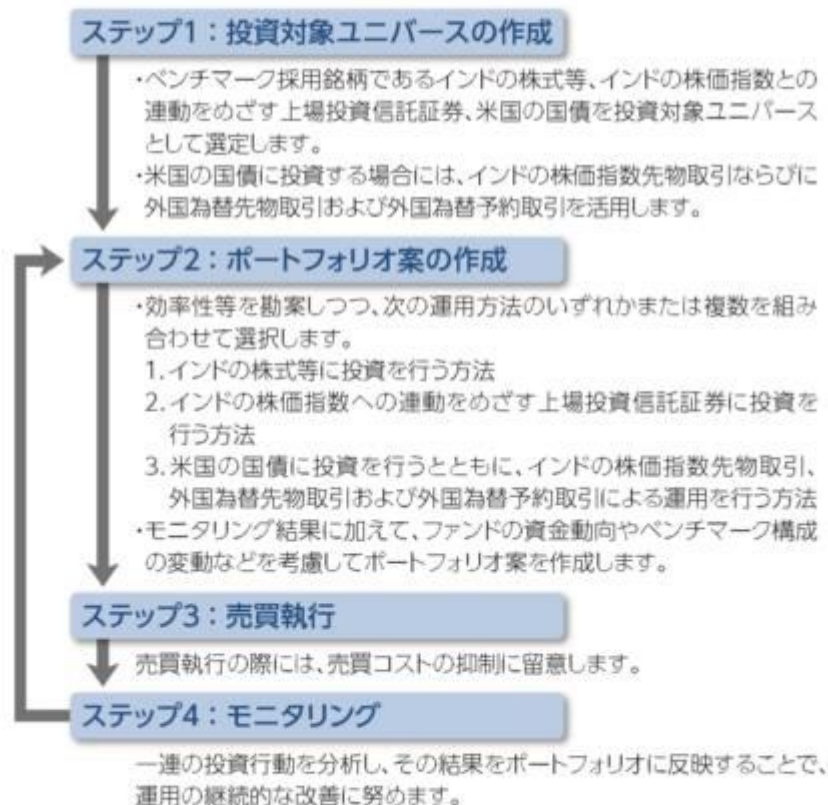 ステップ1：投資対象ユニバースの作成
・ベンチマーク採用銘柄であるインドの株式等、インドの株価指数との
連動をめざす上場投資信託証券、米国の国債を投資対象ユニバース
として選定します。
・米国の国債に投資する場合には、インドの株価指数先物取引ならびに
外国為替先物取引および外国為替予約取引を活用します。
ステップ2：ポートフォリオ案の作成
・効率性等を勘案しつつ、次の運用方法のいずれかまたは複数を組み
合わせて選択します。
1. インドの株式等に投資を行う方法
2. インドの株価指数への連動をめざす上場投資信託証券に投資を
行う方法
3. 米国の国債に投資を行うとともに、インドの株価指数先物取引、
外国為替先物取引および外国為替予約取引による運用を行う方法
・モニタリング結果に加えて、ファンドの資金動向やベンチマーク構成
の変動などを考慮してポートフォリオ案を作成します。
ステップ3：売買執行
売買執行の際には、売買コストの抑制に留意します。
ステップ4：モニタリング
一連の投資行動を分析し、その結果をポートフォリオに反映することで、
運用の継続的な改善に努めます。